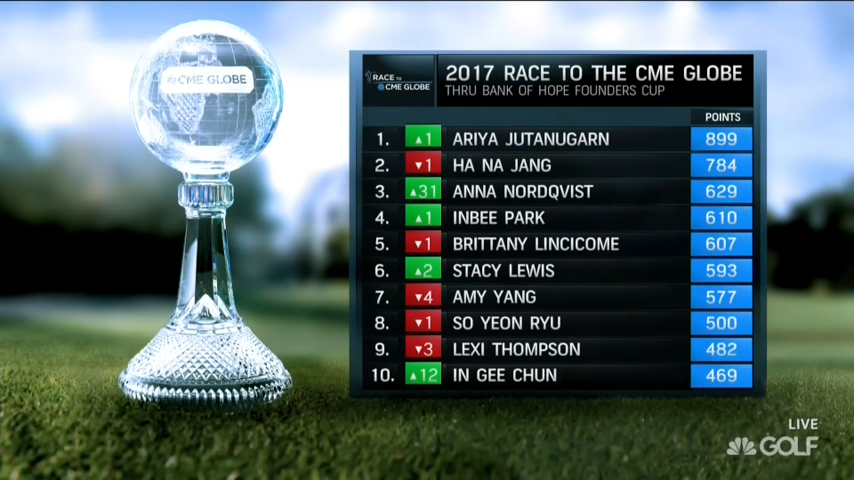 CME GLOBE
RACE TO
CME GLOBE
2017 RACE TO THE CME GLOBE
THRU BANK OF HOPE FOUNDERS CUP
POINTS
1. ▲1 ARIYA JUTANUGARN 899
2. ▼1 HA NA JANG 784
3. ▲31 ANNA NORDQVIST 629
4. ▲1 INBEE PARK 610
5. ▼1 BRITTANY LINCICOME 607
6. ▲2 STACY LEWIS 593
7. ▼4 AMY YANG 577
8. ▼1 SO YEON RYU 500
9. ▼3 LEXI THOMPSON 482
10. ▲12 IN GEE CHUN 469
LIVE
GOLF